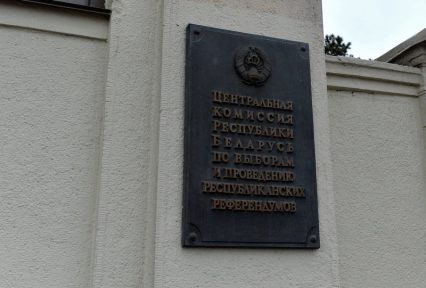 ЦЕНТРАЛЬНАЯ
КОМИССИЯ
РЕСПУБЛИКИ
БЕЛАРУСЬ
ПО ВЫБОРАМ
И ПРОВЕДЕНИЮ
РЕСПУБЛИКАНСКИХ
РЕФЕРЕНДУМОВ